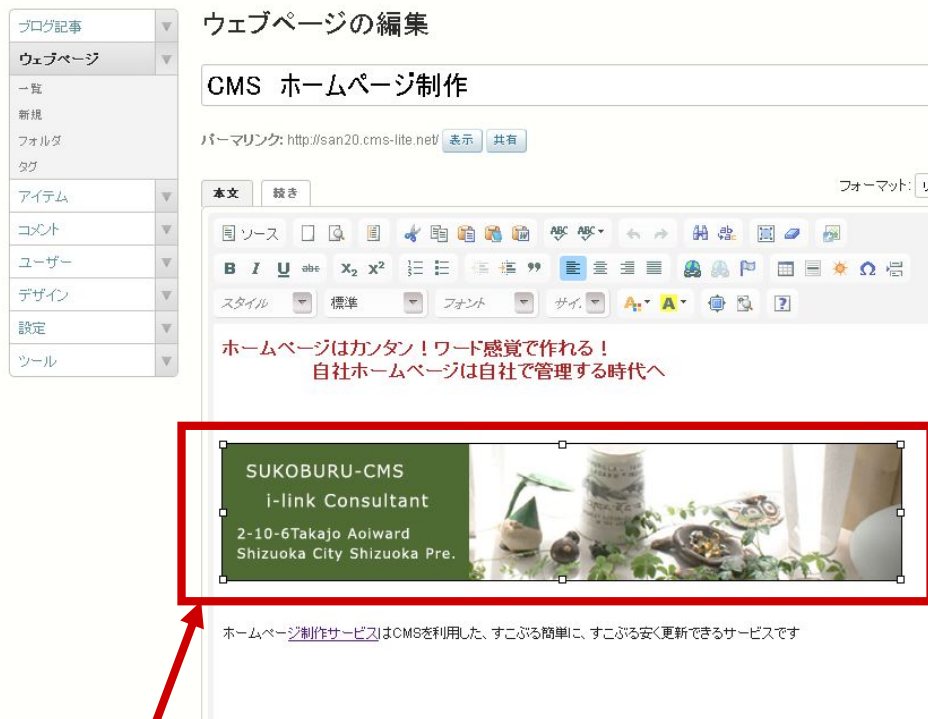 ブログ記事
ウェブページ
一覧
新規
フォルダ
タグ
アイテム
コメント
ユーザー
デザイン
設定
ツール
ウェブページの編集
CMS ホームページ制作
パーマリンク: http://san20.cms-lite.net/ 表示 共有
本文 続き
フォーマット: リ
ソース ABC ABC
B I U abc X₂ X²
スタイル 標準 フォント サイ. A A ?
ホームページはカンタン！ワード感覚で作れる！
自社ホームページは自社で管理する時代へ
SUKOBURU-CMS
i-link Consultant
2-10-6Takajo Aoiward
Shizuoka City Shizuoka Pre.
ホームページ制作サービスはCMSを利用した、すこぶる簡単に、すこぶる安く更新できるサービスです